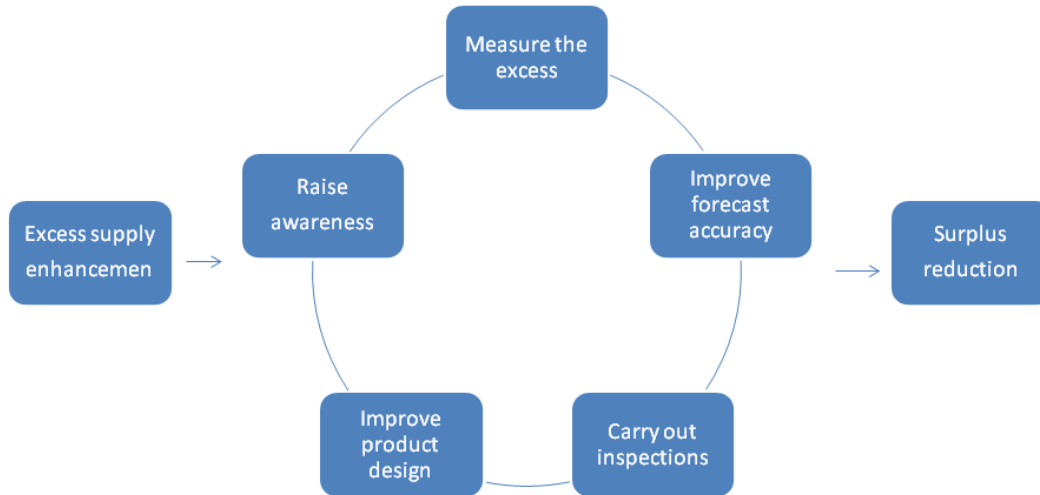 Measure the
excess
Raise
awareness
Improve
forecast
accuracy
Excess supply
enhancemen
Surplus
reduction
Improve
product
design
Carry out
inspections